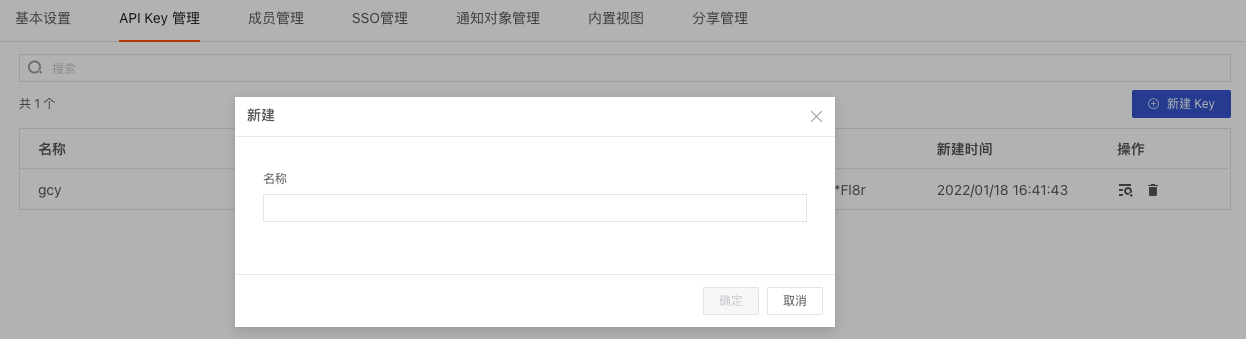 基本设置 API Key 管理 成员管理 SSO管理 通知对象管理 内置视图 分享管理
搜索
共 1 个
新建 Key
新建
名称 新建时间 操作
名称
gcy *Fl8r 2022/01/18 16:41:43
确定 取消